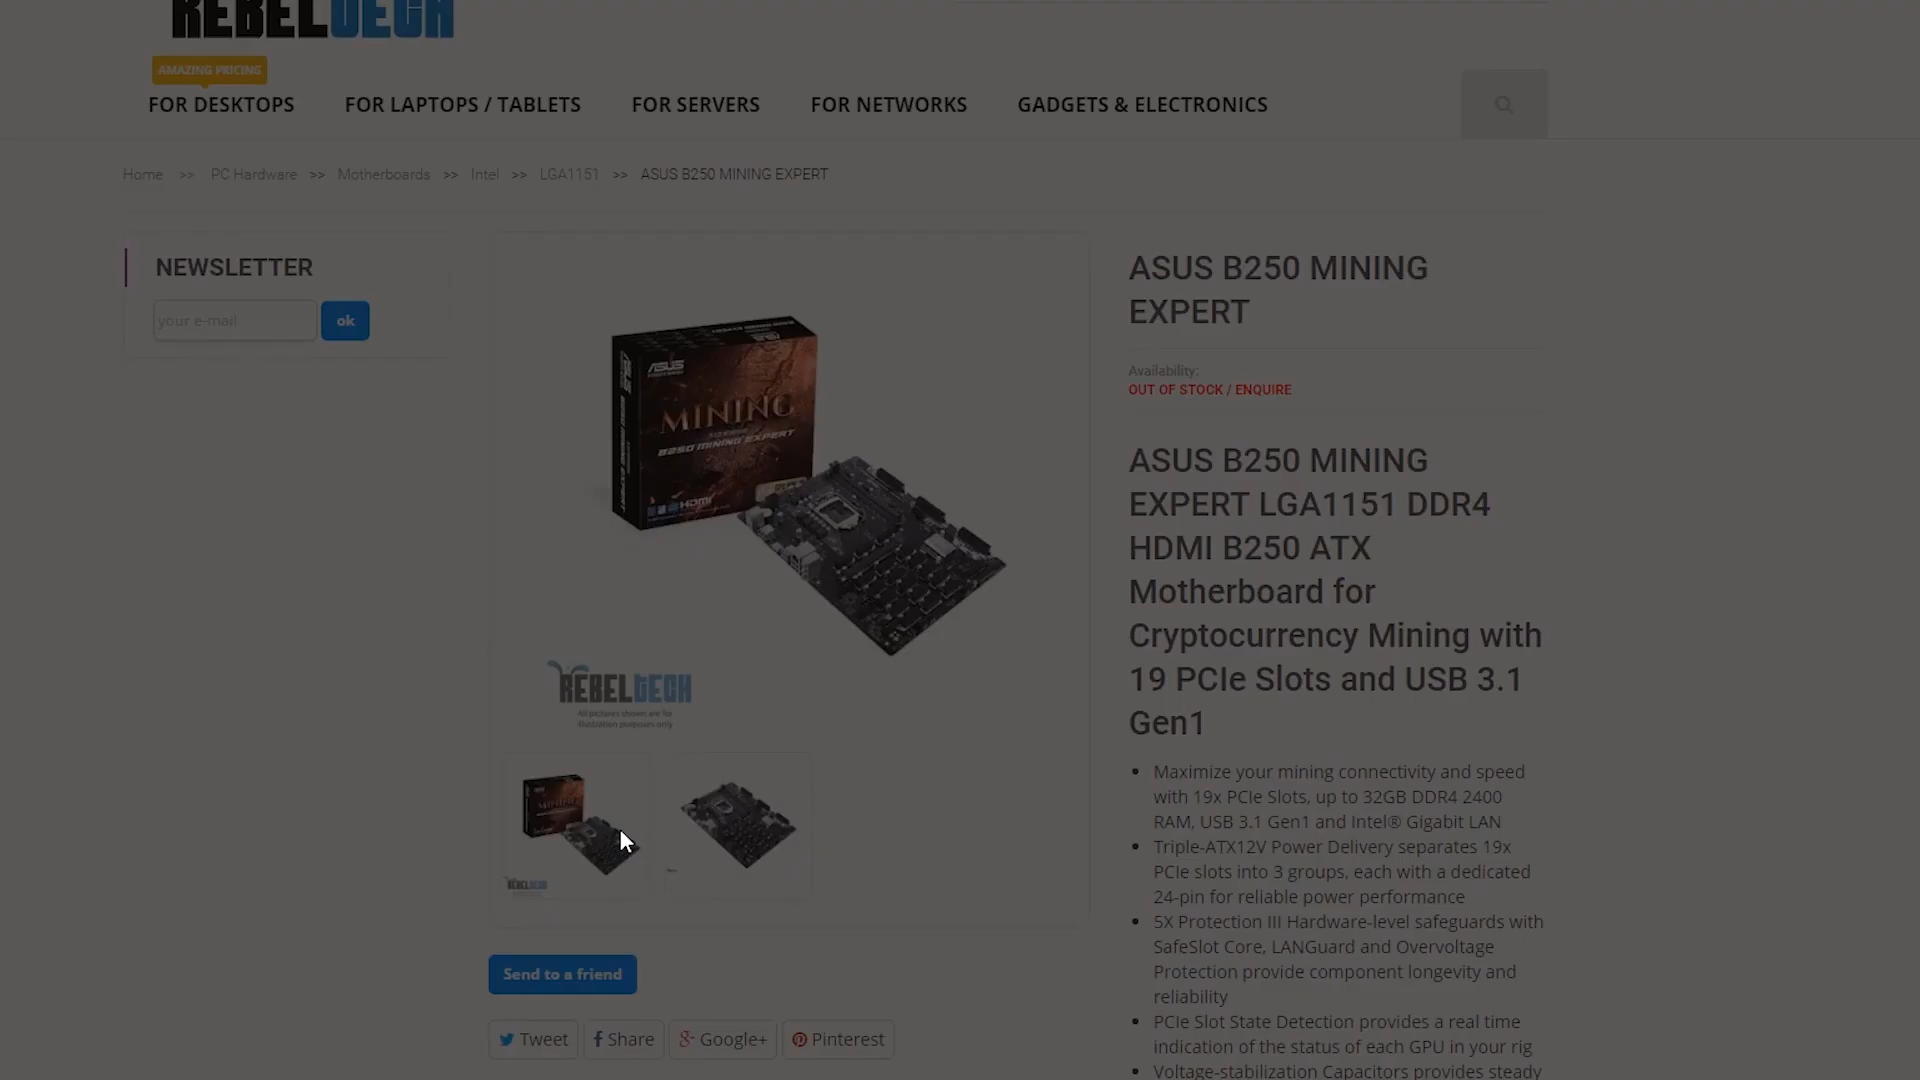 REBELTECH
AMAZING PRICING
FOR DESKTOPS
FOR LAPTOPS / TABLETS
FOR SERVERS
FOR NETWORKS
GADGETS & ELECTRONICS
Home >> PC Hardware >> Motherboards >> Intel >> LGA1151 >> ASUS B250 MINING EXPERT
NEWSLETTER
your e-mail
ok
ASUS
MINING
B250 MINING EXPERT
HDMI
REBELTECH
All pictures shown are for
illustration purposes only
Send to a friend
Tweet
Share
Google+
Pinterest
ASUS B250 MINING
EXPERT
Availability:
OUT OF STOCK / ENQUIRE
ASUS B250 MINING
EXPERT LGA1151 DDR4
HDMI B250 ATX
Motherboard for
Cryptocurrency Mining with
19 PCIe Slots and USB 3.1
Gen1
Maximize your mining connectivity and speed
with 19x PCIe Slots, up to 32GB DDR4 2400
RAM, USB 3.1 Gen1 and Intel® Gigabit LAN
Triple-ATX12V Power Delivery separates 19x
PCIe slots into 3 groups, each with a dedicated
24-pin for reliable power performance
5X Protection III Hardware-level safeguards with
SafeSlot Core, LANGuard and Overvoltage
Protection provide component longevity and
reliability
PCIe Slot State Detection provides a real time
indication of the status of each GPU in your rig
Voltage-stabilization Capacitors provides steady